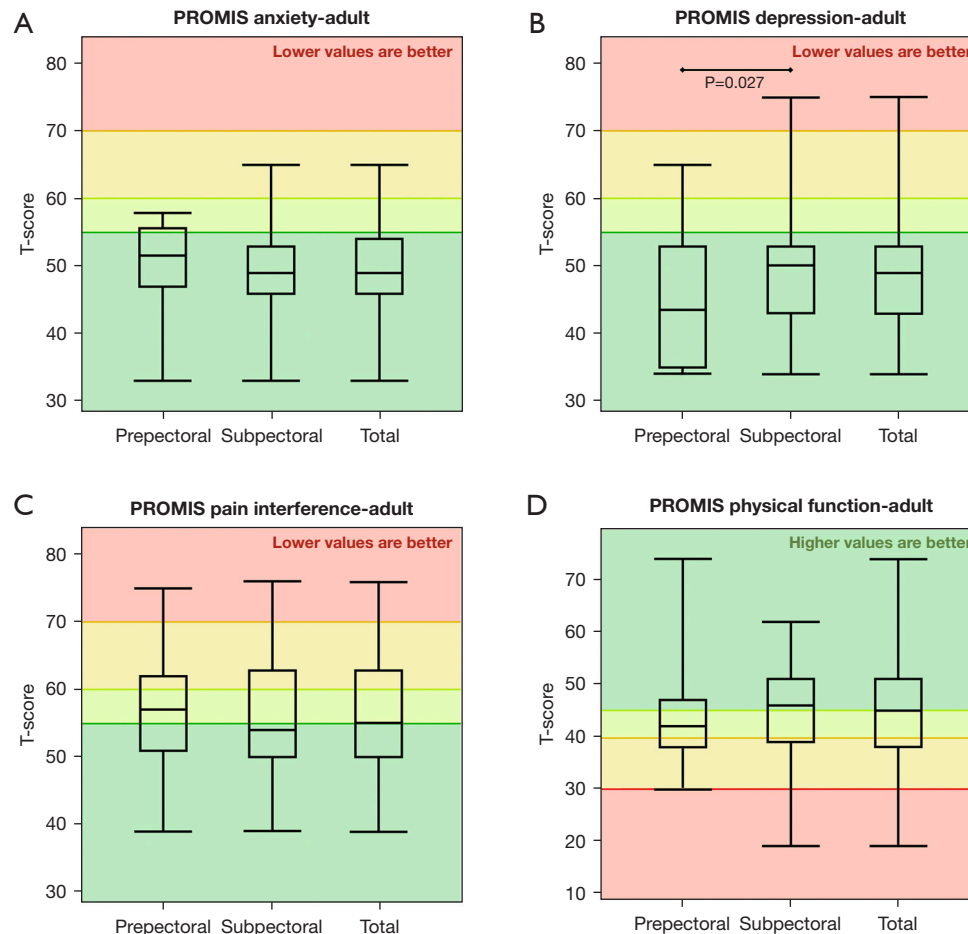 A
PROMIS anxiety-adult
Lower values are better
80
70
60
50
40
30
T-score
Prepectoral Subpectoral Total
B
PROMIS depression-adult
Lower values are better
P=0.027
80
70
60
50
40
30
T-score
Prepectoral Subpectoral Total
C
PROMIS pain interference-adult
Lower values are better
80
70
60
50
40
30
T-score
Prepectoral Subpectoral Total
D
PROMIS physical function-adult
Higher values are better
70
60
50
40
30
20
10
T-score
Prepectoral Subpectoral Total